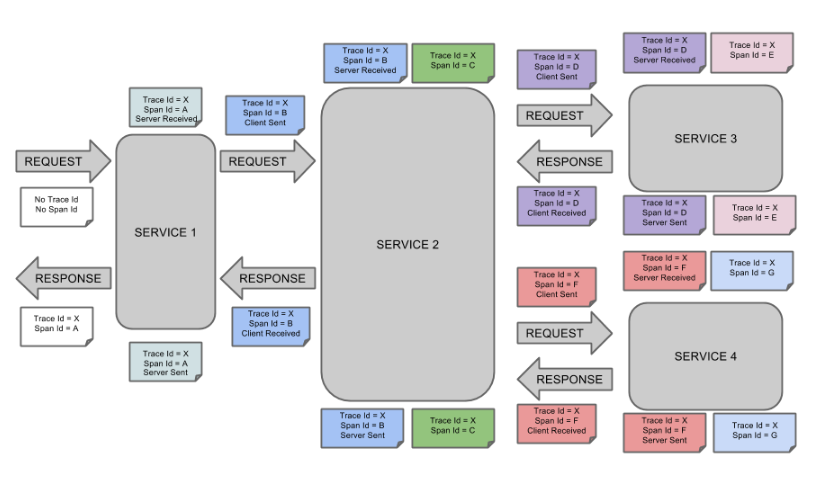 Trace Id = X
Span Id = B
Server Received
Trace Id = X
Span Id = C
Trace Id = X
Span Id = D
Client Sent
Trace Id = X
Span Id = D
Server Received
Trace Id = X
Span Id = E
Trace Id = X
Span Id = A
Server Received
Trace Id = X
Span Id = B
Client Sent
REQUEST
REQUEST
REQUEST
SERVICE 3
RESPONSE
No Trace Id
No Span Id
Trace Id = X
Span Id = D
Client Received
Trace Id = X
Span Id = D
Server Sent
Trace Id = X
Span Id = E
SERVICE 1
SERVICE 2
RESPONSE
RESPONSE
Trace Id = X
Span Id = F
Client Sent
Trace Id = X
Span Id = F
Server Received
Trace Id = X
Span Id = G
Trace Id = X
Span Id = A
Trace Id = X
Span Id = B
Client Received
REQUEST
SERVICE 4
RESPONSE
Trace Id = X
Span Id = A
Server Sent
Trace Id = X
Span Id = B
Server Sent
Trace Id = X
Span Id = C
Trace Id = X
Span Id = F
Client Received
Trace Id = X
Span Id = F
Server Sent
Trace Id = X
Span Id = G